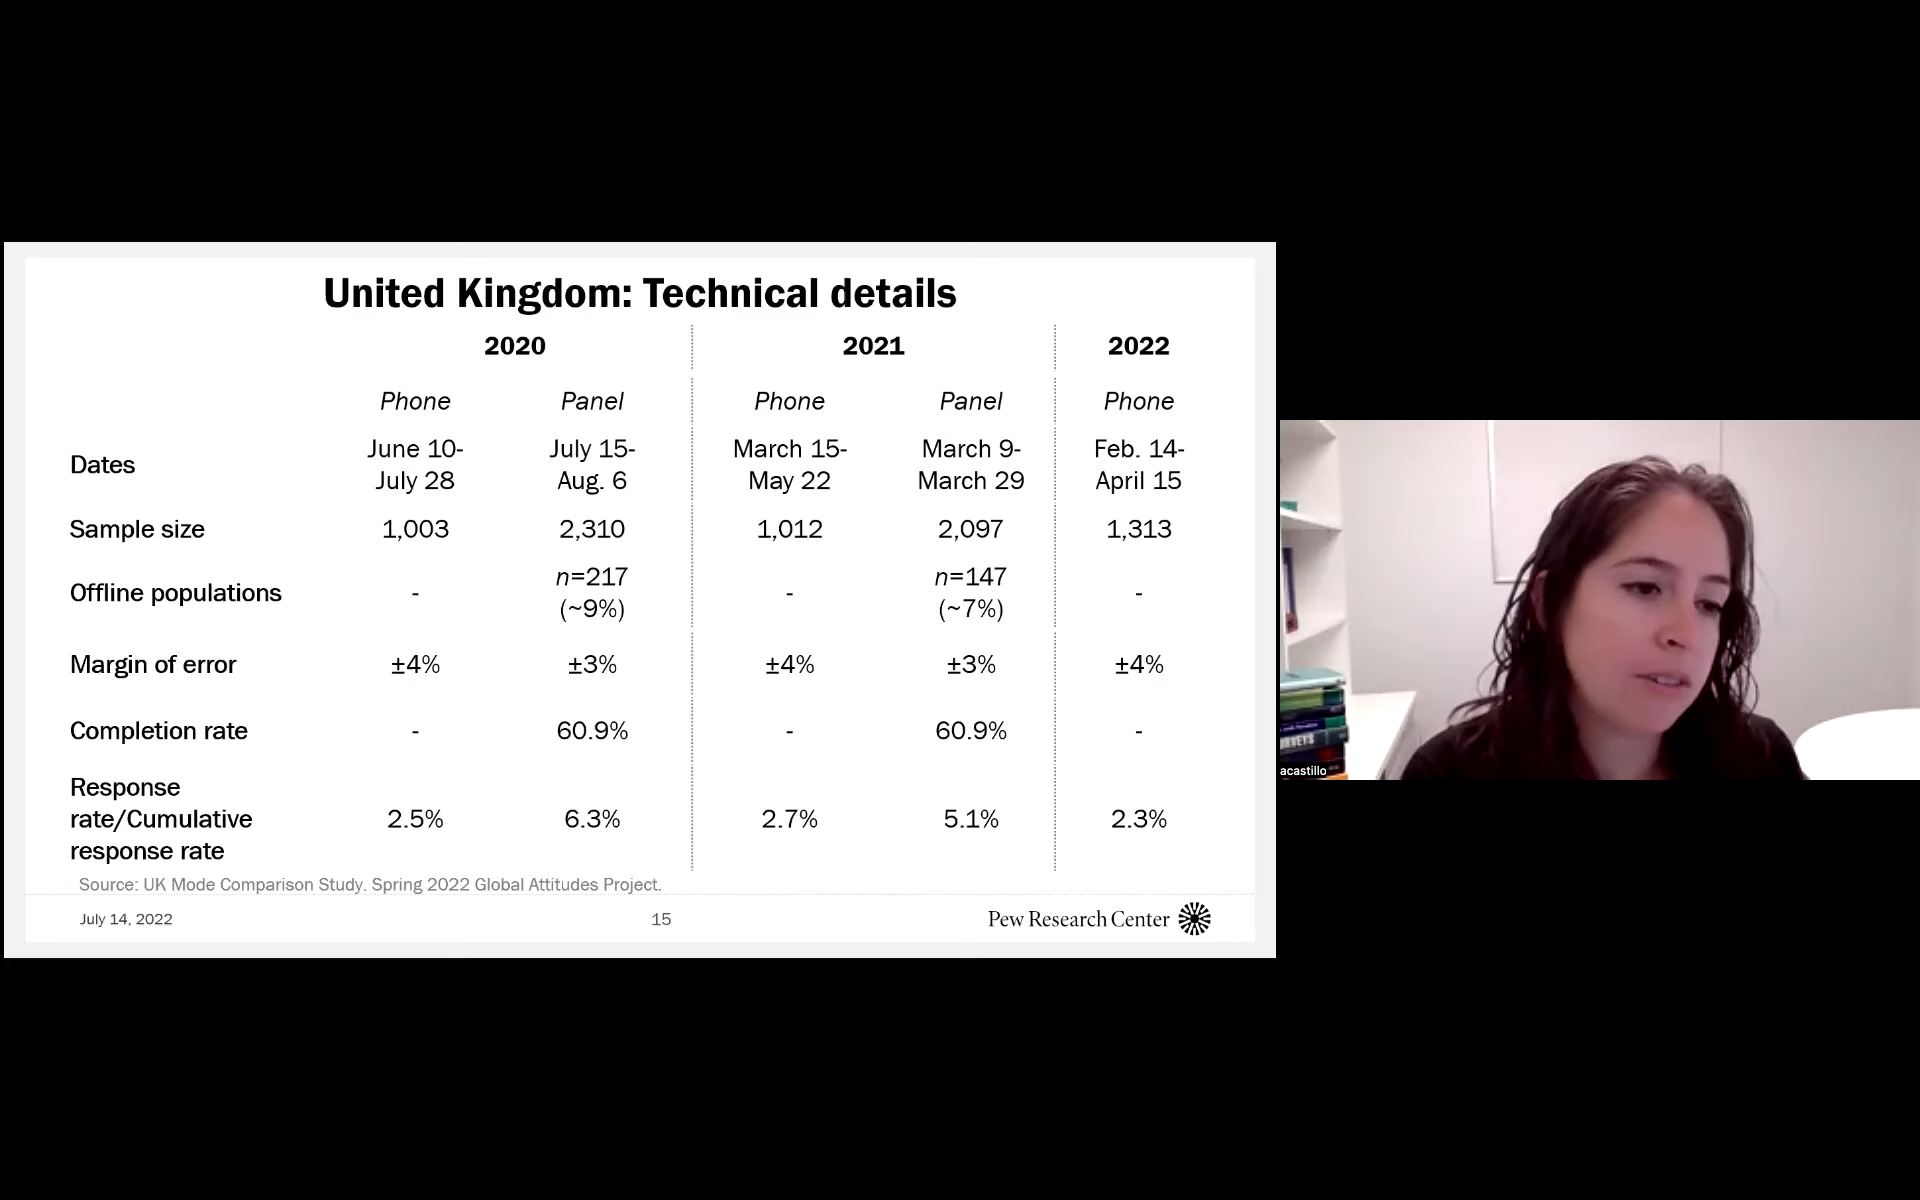 United Kingdom: Technical details
2020 2021 2022
Phone Panel Phone Panel Phone
Dates
June 10-
July 28
July 15-
Aug. 6
March 15-
May 22
March 9-
March 29
Feb. 14-
April 15
Sample size 1,003 2,310 1,012 2,097 1,313
Offline populations
-
n=217
(~9%)
-
n=147
(~7%)
-
Margin of error ±4% ±3% ±4% ±3% ±4%
Completion rate - 60.9% - 60.9% -
Response
rate/Cumulative
response rate
2.5% 6.3% 2.7% 5.1% 2.3%
Source: UK Mode Comparison Study. Spring 2022 Global Attitudes Project.
July 14, 2022 15 Pew Research Center
acastillo